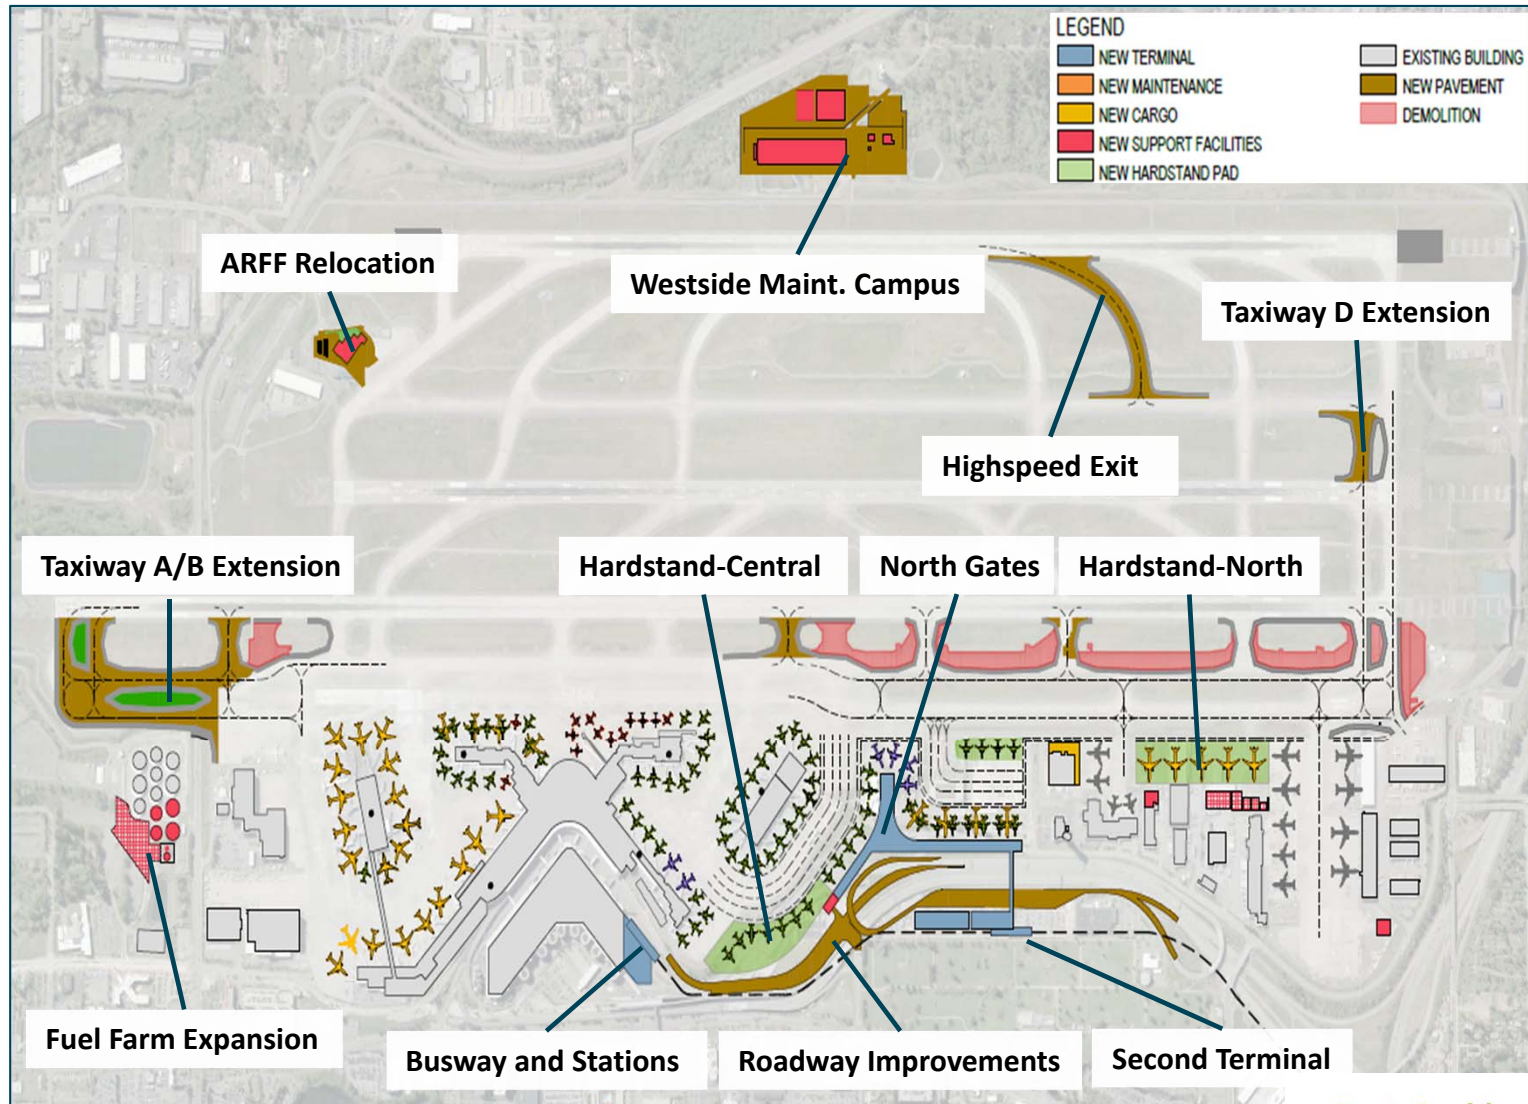 LEGEND
NEW TERMINAL
NEW MAINTENANCE
NEW CARGO
NEW SUPPORT FACILITIES
NEW HARDSTAND PAD
EXISTING BUILDING
NEW PAVEMENT
DEMOLITION
ARFF Relocation
Westside Maint. Campus
Taxiway D Extension
Highspeed Exit
Taxiway A/B Extension
Hardstand-Central
North Gates
Hardstand-North
Fuel Farm Expansion
Busway and Stations
Roadway Improvements
Second Terminal